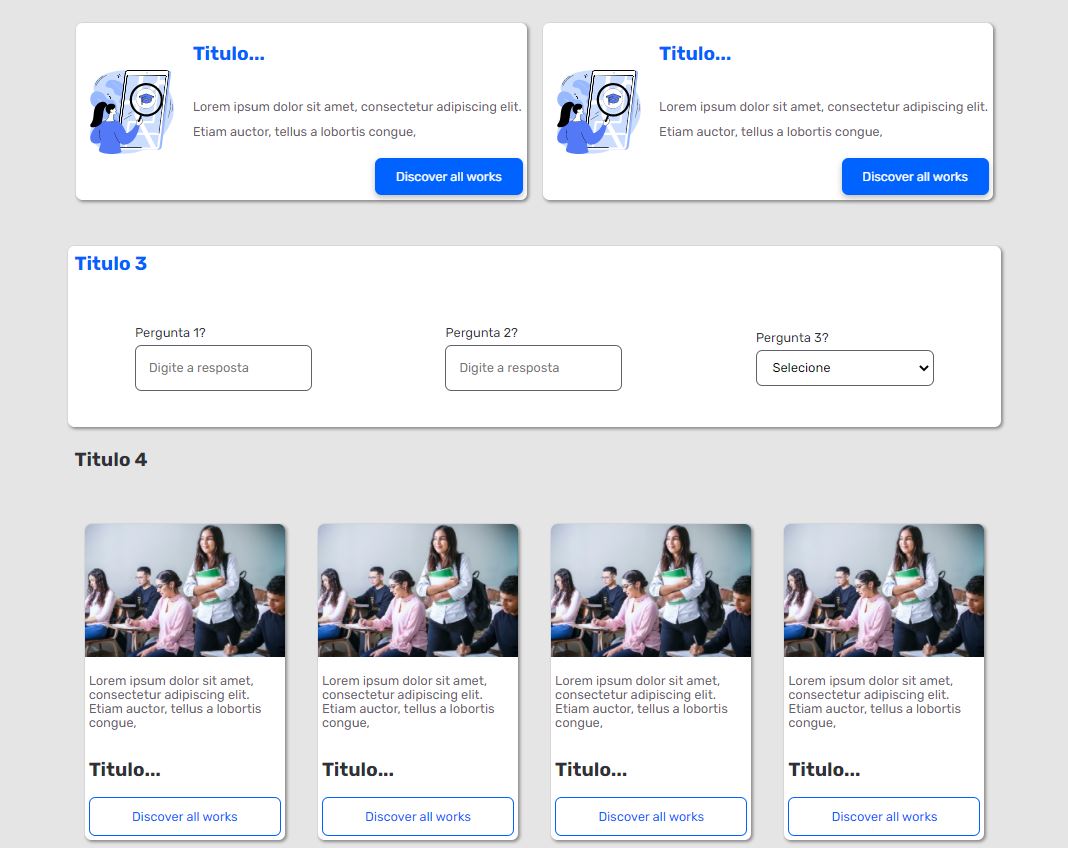 Titulo...
Lorem ipsum dolor sit amet, consectetur adipiscing elit.
Etiam auctor, tellus a lobortis congue,
Discover all works
Titulo...
Lorem ipsum dolor sit amet, consectetur adipiscing elit.
Etiam auctor, tellus a lobortis congue,
Discover all works
Titulo 3
Pergunta 1?
Digite a resposta
Pergunta 2?
Digite a resposta
Pergunta 3?
Selecione
Titulo 4
Lorem ipsum dolor sit amet,
consectetur adipiscing elit.
Etiam auctor, tellus a lobortis
congue,
Titulo...
Discover all works
Lorem ipsum dolor sit amet,
consectetur adipiscing elit.
Etiam auctor, tellus a lobortis
congue,
Titulo...
Discover all works
Lorem ipsum dolor sit amet,
consectetur adipiscing elit.
Etiam auctor, tellus a lobortis
congue,
Titulo...
Discover all works
Lorem ipsum dolor sit amet,
consectetur adipiscing elit.
Etiam auctor, tellus a lobortis
congue,
Titulo...
Discover all works